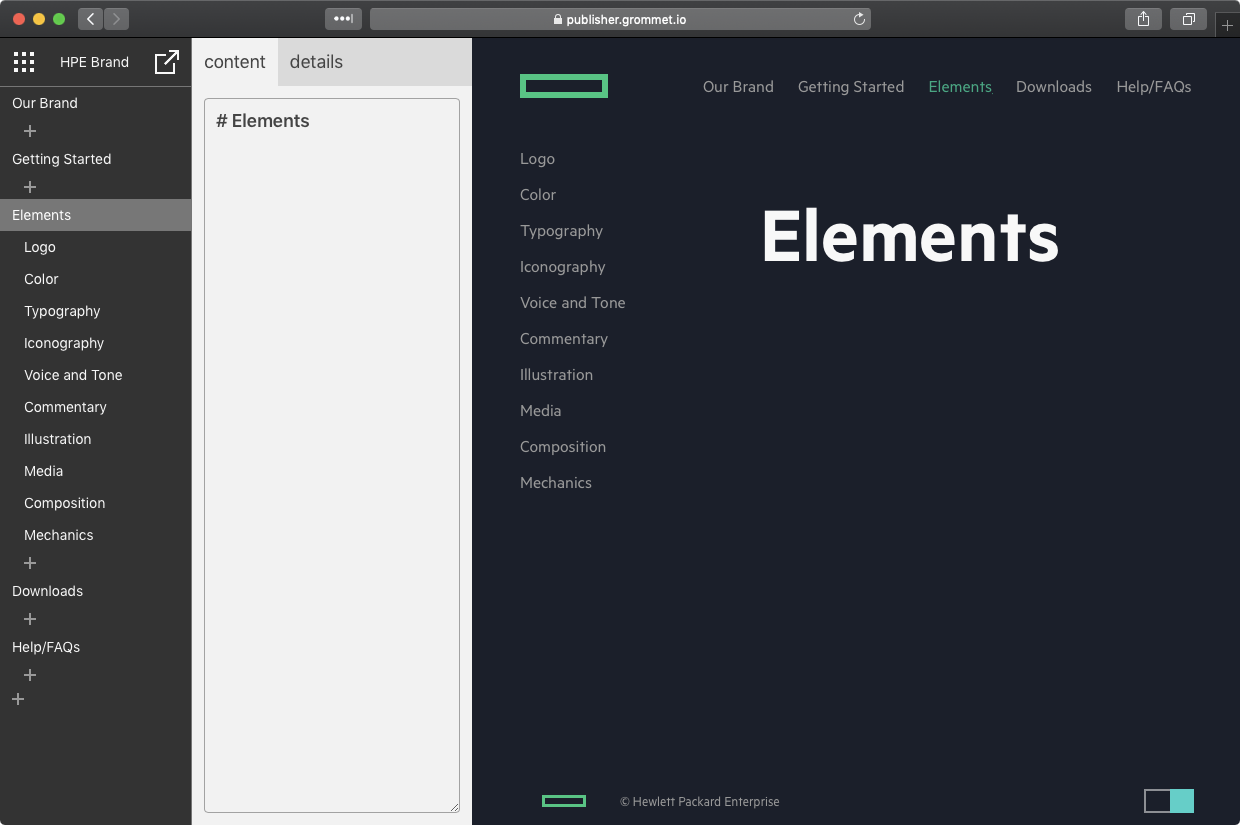 publisher.grommet.io
HPE Brand
Our Brand
Getting Started
Elements
Logo
Color
Typography
Iconography
Voice and Tone
Commentary
Illustration
Media
Composition
Mechanics
Downloads
Help/FAQs
content details
# Elements
Our Brand Getting Started Elements Downloads Help/FAQs
Logo
Color
Typography
Iconography
Voice and Tone
Commentary
Illustration
Media
Composition
Mechanics
Elements
© Hewlett Packard Enterprise